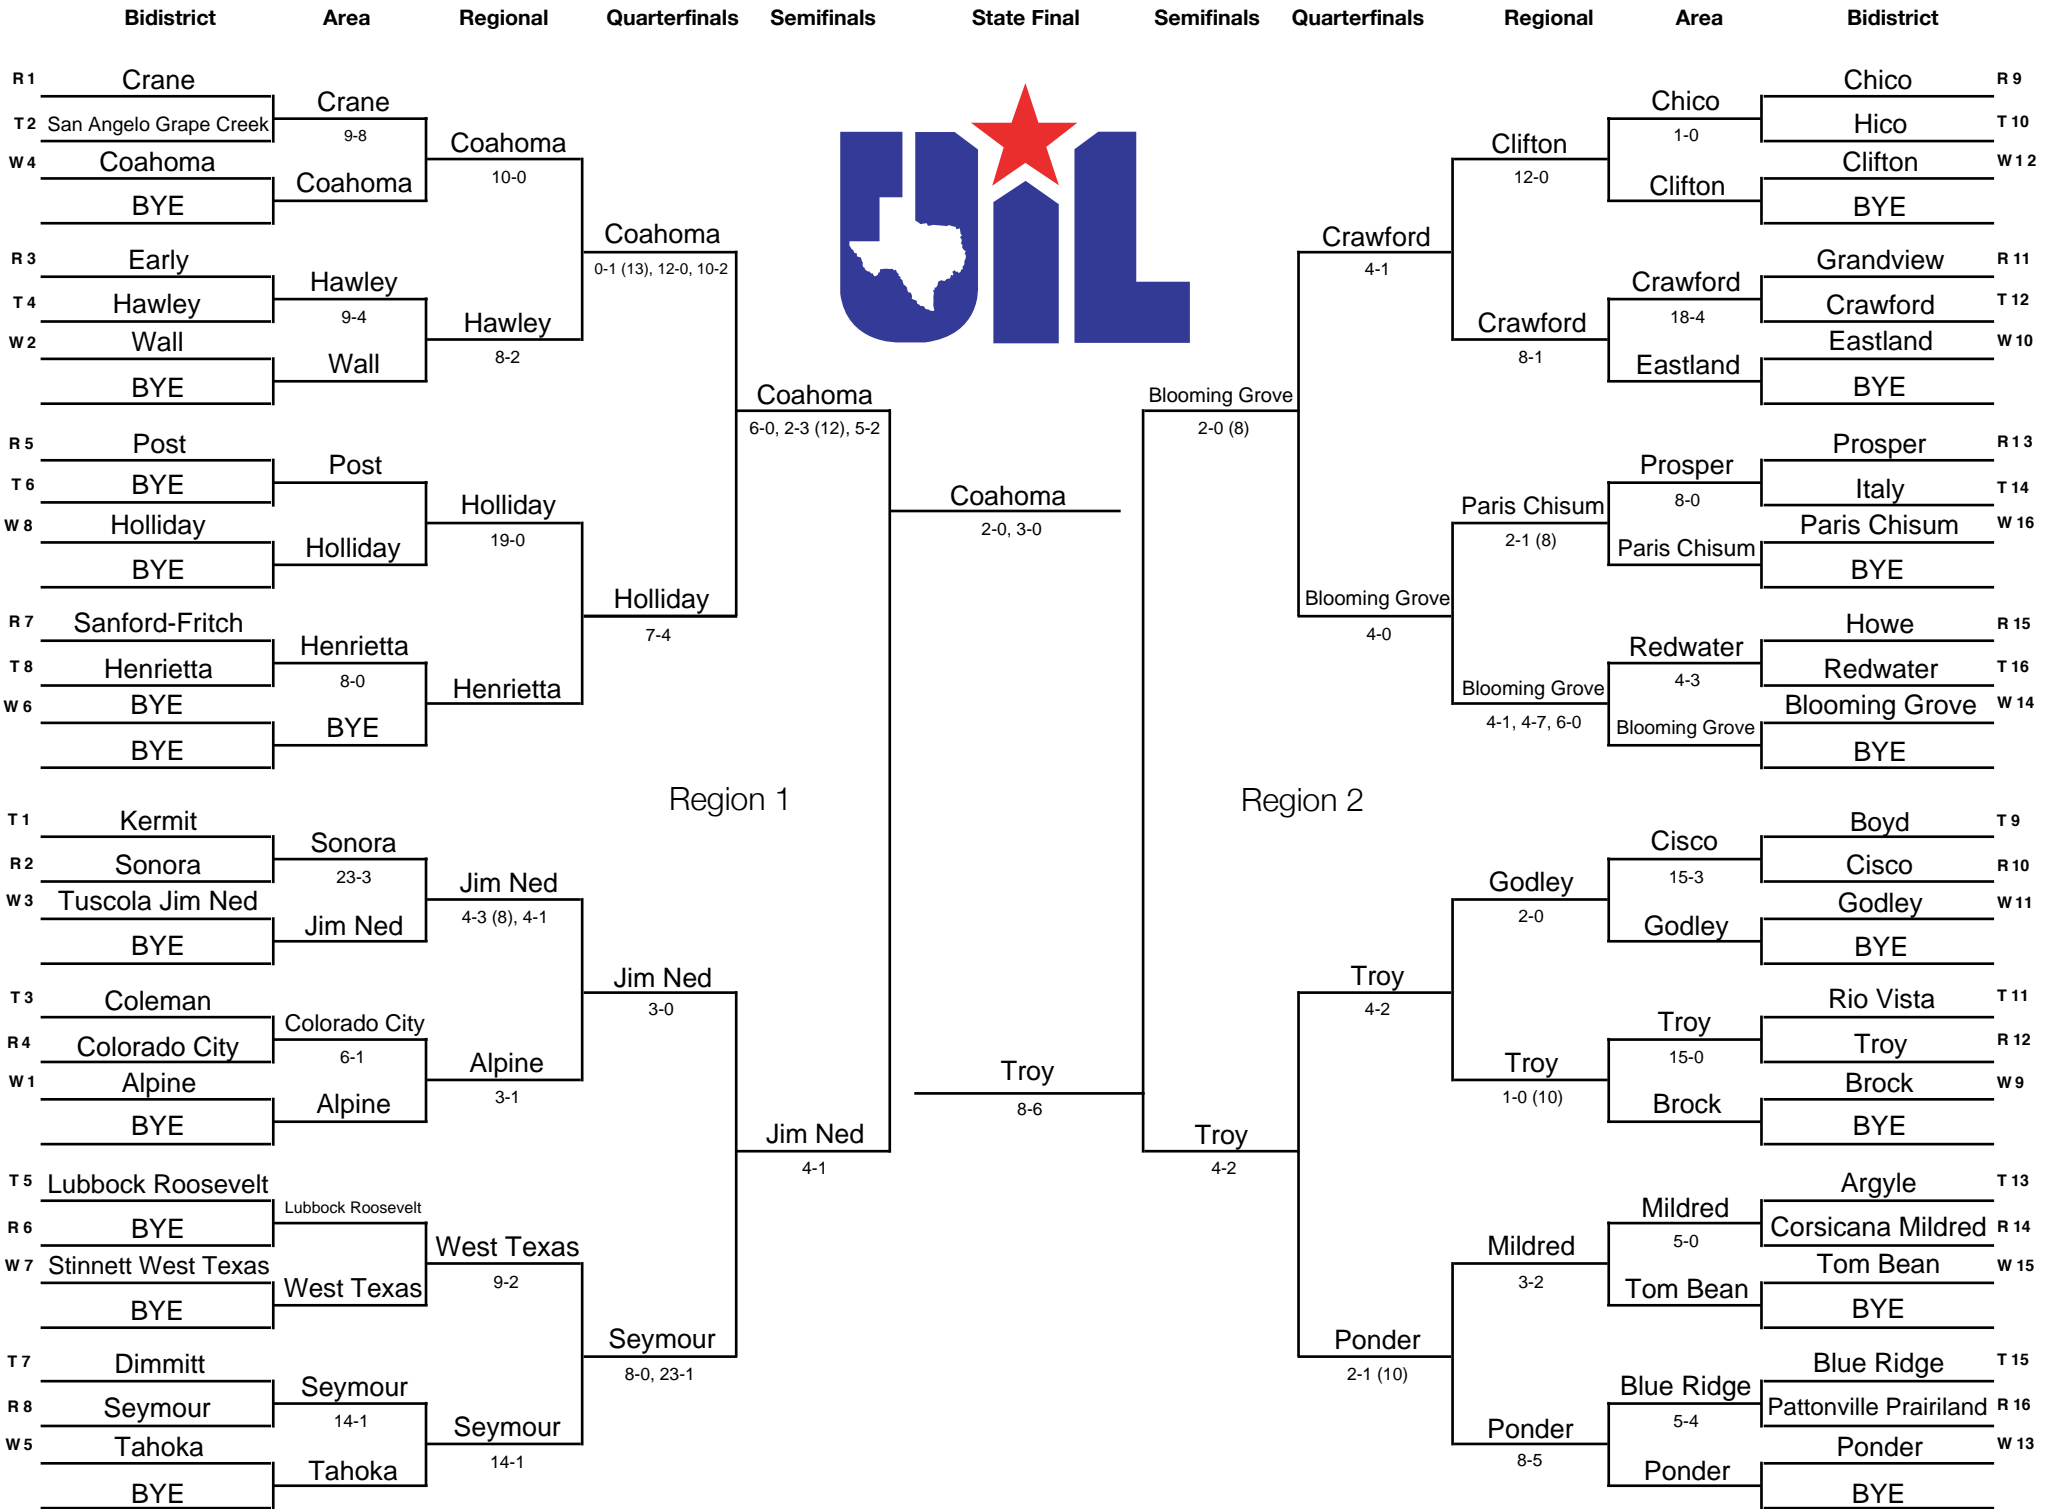 Bidistrict Area Regional Quarterfinals Semifinals State Final Semifinals Quarterfinals Regional Area Bidistrict
R 1 Crane
T 2 San Angelo Grape Creek
W 4 Coahoma
BYE
R 3 Early
T 4 Hawley
W 2 Wall
BYE
R 5 Post
T 6 BYE
W 8 Holliday
BYE
R 7 Sanford-Fritch
T 8 Henrietta
W 6 BYE
BYE
T 1 Kermit
R 2 Sonora
W 3 Tuscola Jim Ned
BYE
T 3 Coleman
R 4 Colorado City
W 1 Alpine
BYE
T 5 Lubbock Roosevelt
R 6 BYE
W 7 Stinnett West Texas
BYE
T 7 Dimmitt
R 8 Seymour
W 5 Tahoka
BYE
Crane
9-8
Coahoma
Hawley
9-4
Wall
Post
Holliday
Henrietta
8-0
BYE
Sonora
23-3
Jim Ned
Colorado City
6-1
Alpine
Lubbock Roosevelt
West Texas
Seymour
14-1
Tahoka
Coahoma
10-0
Hawley
8-2
Holliday
19-0
Henrietta
Jim Ned
4-3 (8), 4-1
Alpine
3-1
West Texas
9-2
Seymour
14-1
Coahoma
0-1 (13), 12-0, 10-2
Holliday
7-4
Jim Ned
3-0
Seymour
8-0, 23-1
Coahoma
6-0, 2-3 (12), 5-2
Jim Ned
4-1
Region 1
UIL
Coahoma
2-0, 3-0
Troy
8-6
Region 2
Blooming Grove
2-0 (8)
Troy
4-2
Crawford
4-1
Blooming Grove
4-0
Troy
4-2
Ponder
2-1 (10)
Clifton
12-0
Crawford
8-1
Paris Chisum
2-1 (8)
Blooming Grove
4-1, 4-7, 6-0
Godley
2-0
Troy
1-0 (10)
Mildred
3-2
Ponder
8-5
Chico
1-0
Clifton
Crawford
18-4
Eastland
Prosper
8-0
Paris Chisum
Redwater
4-3
Blooming Grove
Cisco
15-3
Godley
Troy
15-0
Brock
Mildred
5-0
Tom Bean
Blue Ridge
5-4
Ponder
Chico R 9
Hico T 10
Clifton W 1 2
BYE
Grandview R 11
Crawford T 12
Eastland W 10
BYE
Prosper R 1 3
Italy T 14
Paris Chisum W 16
BYE
Howe R 15
Redwater T 16
Blooming Grove W 14
BYE
Boyd T 9
Cisco R 10
Godley W 11
BYE
Rio Vista T 11
Troy R 12
Brock W 9
BYE
Argyle T 13
Corsicana Mildred R 14
Tom Bean W 15
BYE
Blue Ridge T 15
Pattonville Prairiland R 16
Ponder W 13
BYE